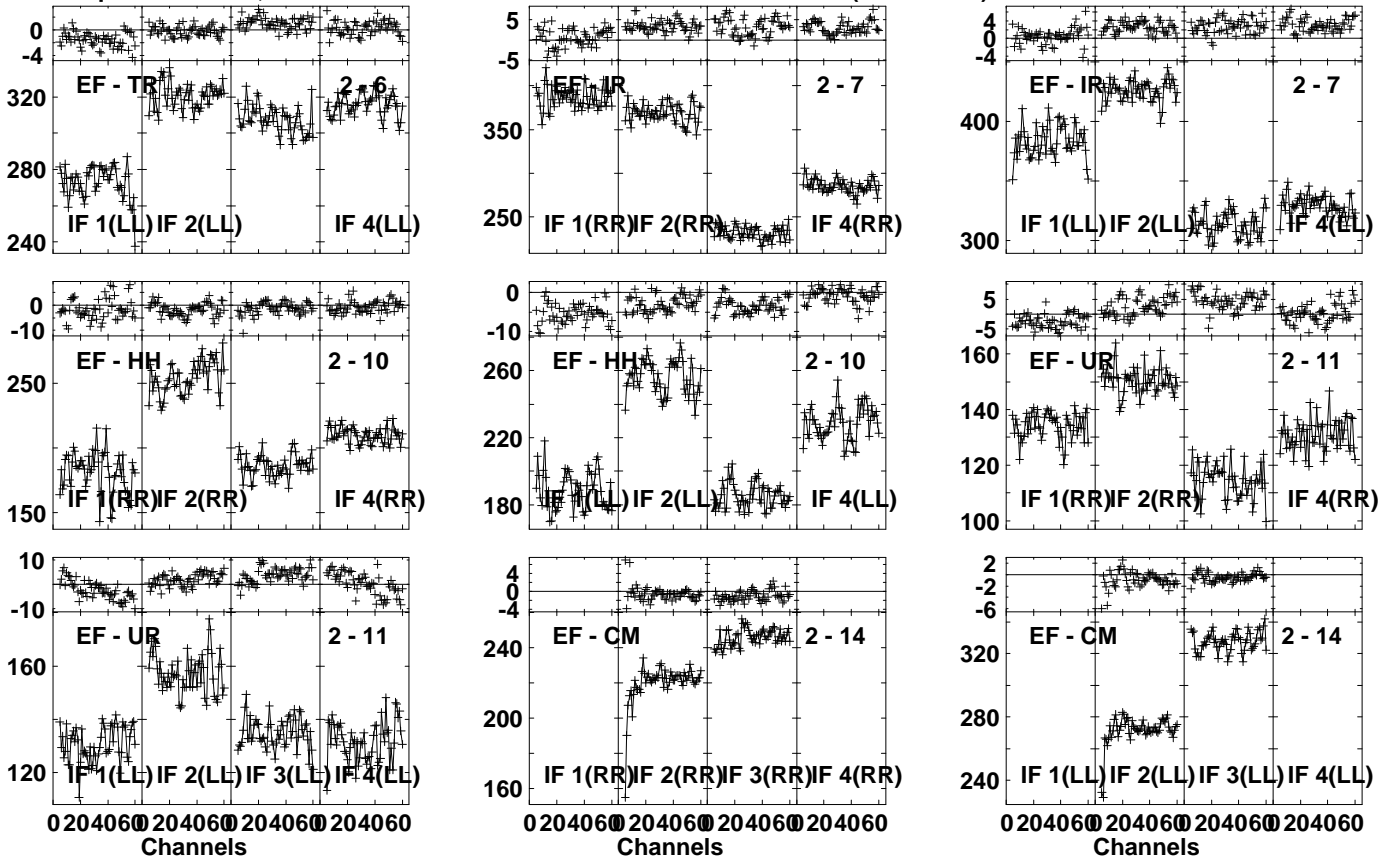 0
-4
EF - TR
2 - 6
320
280
240
IF 1(LL)
IF 2(LL)
IF 4(LL)
5
0
-5
EF - IR
2 - 7
350
250
IF 1(RR)
IF 2(RR)
IF 4(RR)
4
0
-4
EF - IR
2 - 7
400
300
IF 1(LL)
IF 2(LL)
IF 4(LL)
0
-10
EF - HH
2 - 10
250
150
IF 1(RR)
IF 2(RR)
IF 4(RR)
0
-10
EF - HH
2 - 10
260
220
180
IF 1(LL)
IF 2(LL)
IF 4(LL)
5
-5
EF - UR
2 - 11
160
140
120
100
IF 1(RR)
IF 2(RR)
IF 4(RR)
10
-10
EF - UR
2 - 11
160
120
IF 1(LL)
IF 2(LL)
IF 3(LL)
IF 4(LL)
0 20 40 60 0 20 40 60 0 20 40 60 0 20 40 60
Channels
4
0
-4
EF - CM
2 - 14
240
200
160
IF 1(RR)
IF 2(RR)
IF 3(RR)
IF 4(RR)
0 20 40 60 0 20 40 60 0 20 40 60 0 20 40 60
Channels
2
-2
-6
EF - CM
2 - 14
320
280
240
IF 1(LL)
IF 2(LL)
IF 3(LL)
IF 4(LL)
0 20 40 60 0 20 40 60 0 20 40 60 0 20 40 60
Channels